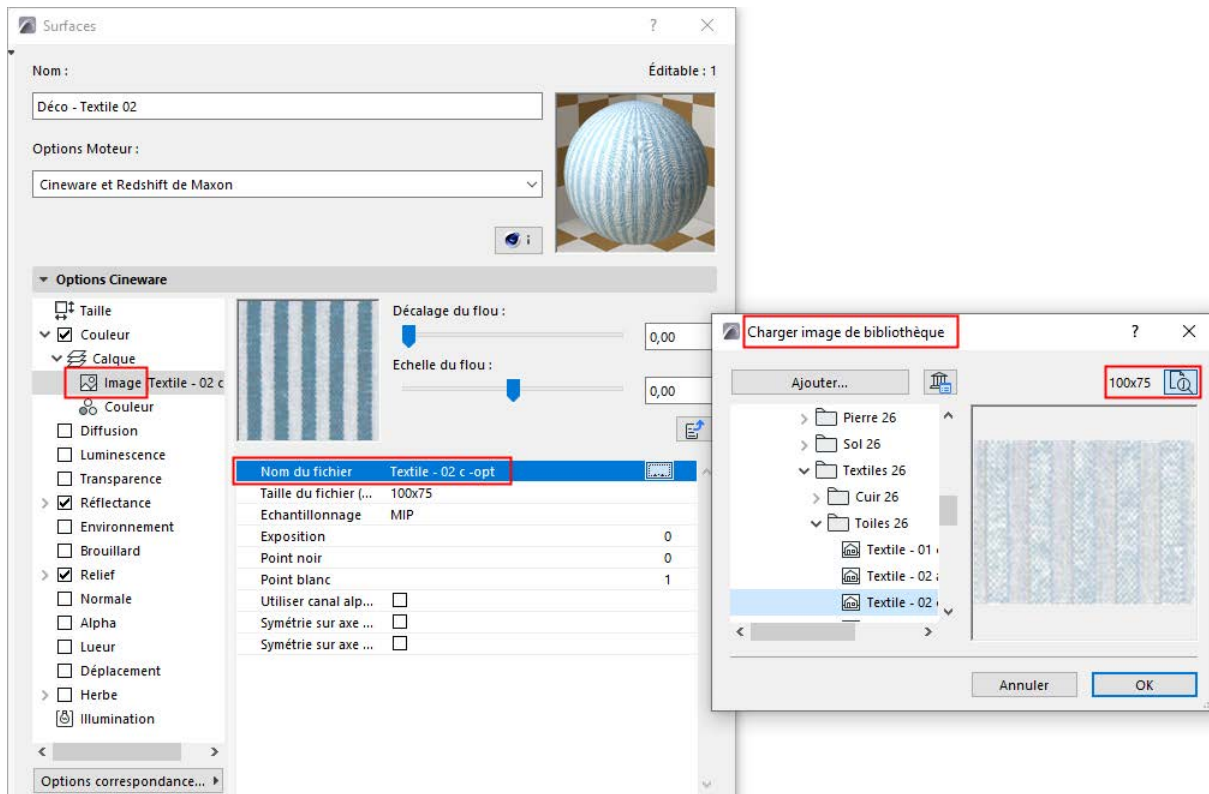 Surfaces
?
Nom :
Éditable : 1
Déco - Textile 02
Options Moteur :
Cineware et Redshift de Maxon
i
Options Cineware
Taille
Couleur
Calque
Image Textile - 02 c
Couleur
Diffusion
Luminescence
Transparence
Réflectance
Environnement
Brouillard
Relief
Normale
Alpha
Lueur
Déplacement
Herbe
Illumination
Options correspondance...
Décalage du flou :
0,00
Echelle du flou :
0,00
Nom du fichier Textile - 02 c -opt ...
Taille du fichier (... 100x75
Echantillonnage MIP
Exposition 0
Point noir 0
Point blanc 1
Utiliser canal alp...
Symétrie sur axe ...
Symétrie sur axe ...
Charger image de bibliothèque
?
Ajouter...
100x75
Pierre 26
Sol 26
Textiles 26
Cuir 26
Toiles 26
Textile - 01
Textile - 02
Textile - 02
Annuler
OK